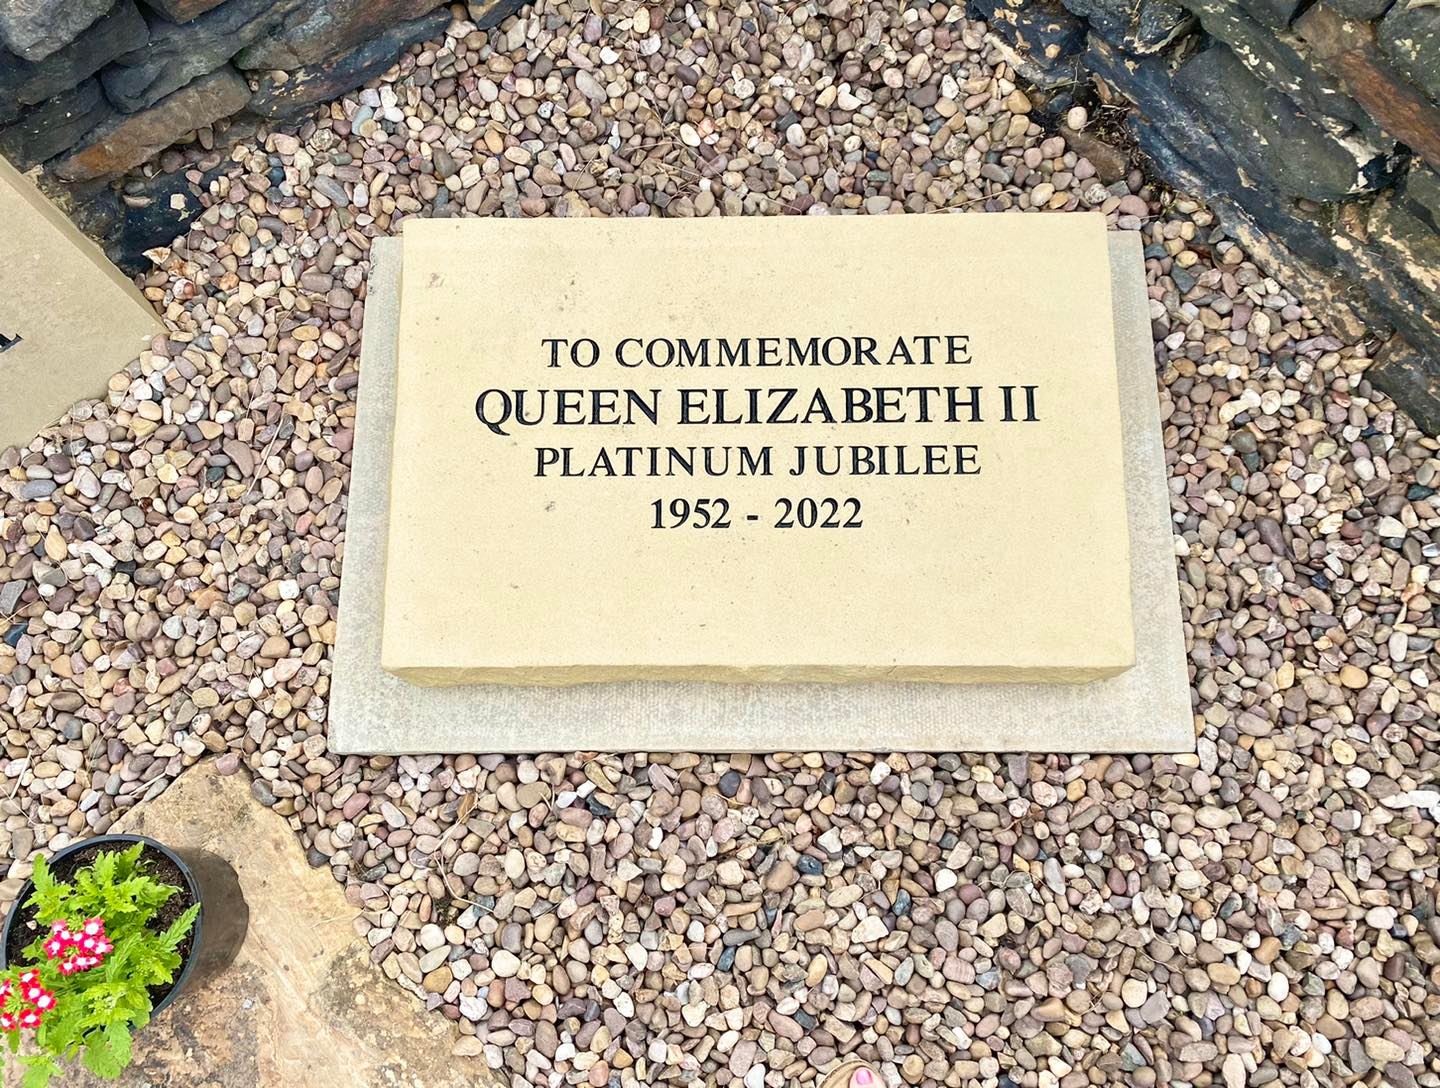 TO COMMEMORATE
QUEEN ELIZABETH II
PLATINUM JUBILEE
1952 - 2022